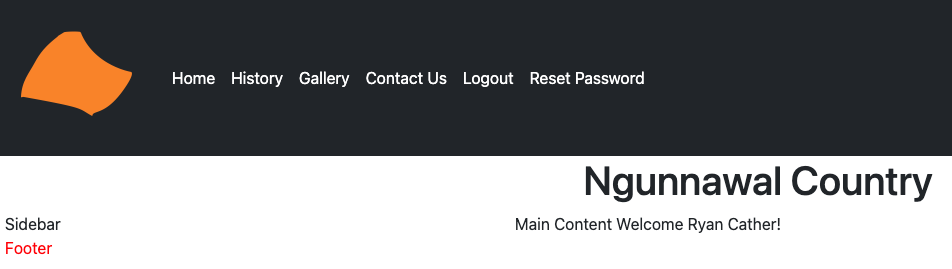 Home History Gallery Contact Us Logout Reset Password
Ngunnawal Country
Sidebar
Main Content Welcome Ryan Cather!
Footer